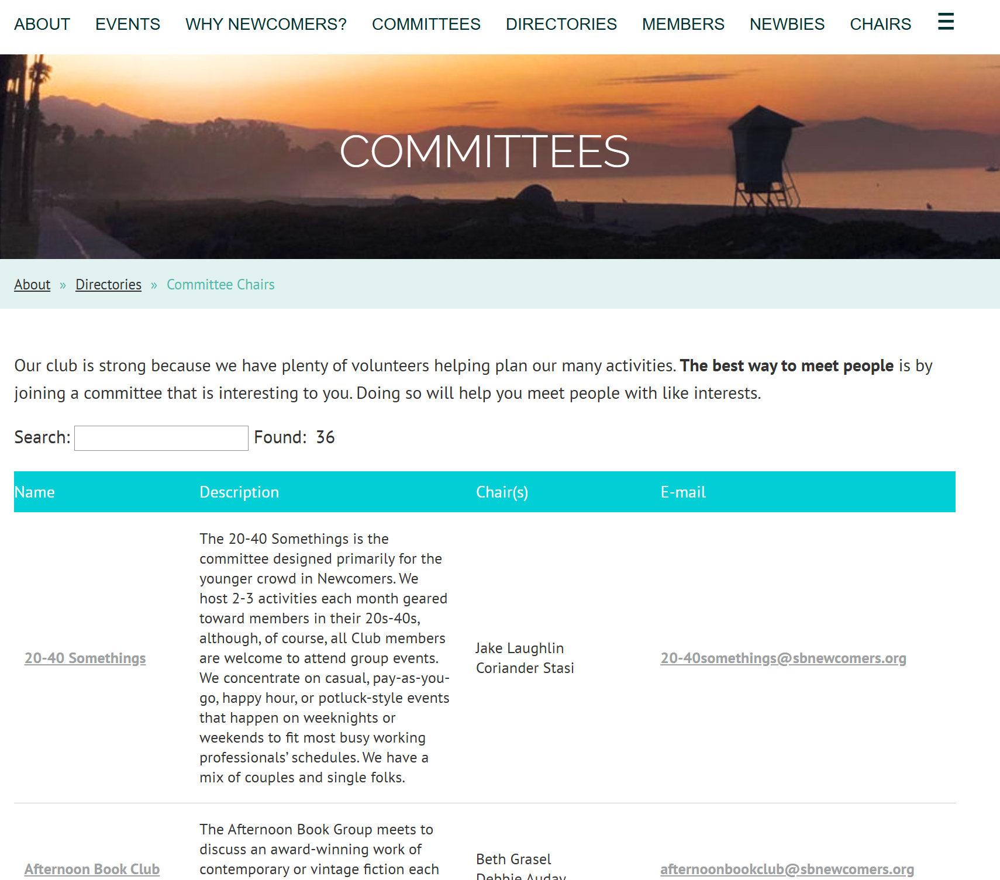 ABOUT EVENTS WHY NEWCOMERS? COMMITTEES DIRECTORIES MEMBERS NEWBIES CHAIRS
COMMITTEES
About » Directories » Committee Chairs
Our club is strong because we have plenty of volunteers helping plan our many activities. The best way to meet people is by
joining a committee that is interesting to you. Doing so will help you meet people with like interests.
Search: Found: 36
Name Description Chair(s) E-mail
20-40 Somethings
The 20-40 Somethings is the
committee designed primarily for the
younger crowd in Newcomers. We
host 2-3 activities each month geared
toward members in their 20s-40s,
although, of course, all Club members
are welcome to attend group events.
We concentrate on casual, pay-as-you-
go, happy hour, or potluck-style events
that happen on weeknights or
weekends to fit most busy working
professionals’ schedules. We have a
mix of couples and single folks.
Jake Laughlin
Coriander Stasi
20-40somethings@sbnewcomers.org
Afternoon Book Club
The Afternoon Book Group meets to
discuss an award-winning work of
contemporary or vintage fiction each
Beth Grasel
Debbie Auday
afternoonbookclub@sbnewcomers.org